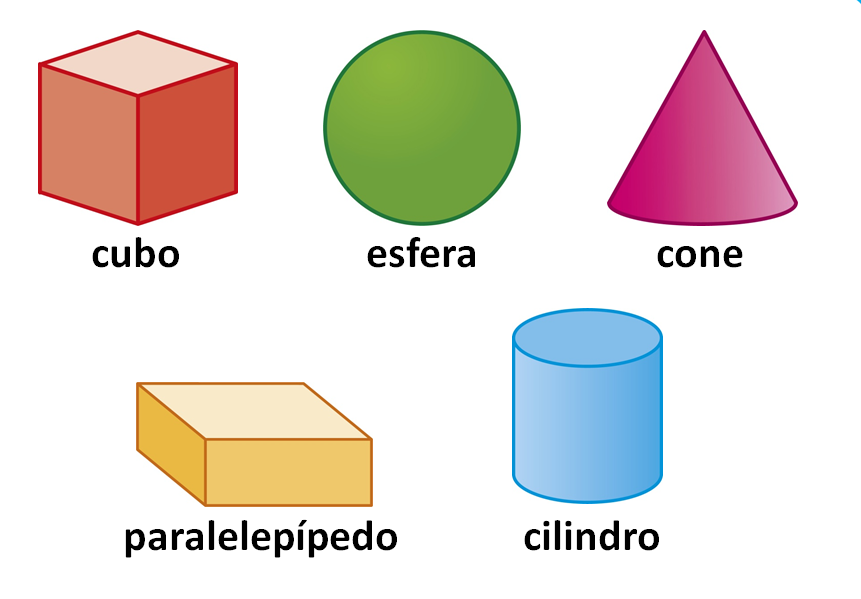 cubo
esfera
cone
paralelepípedo
cilindro